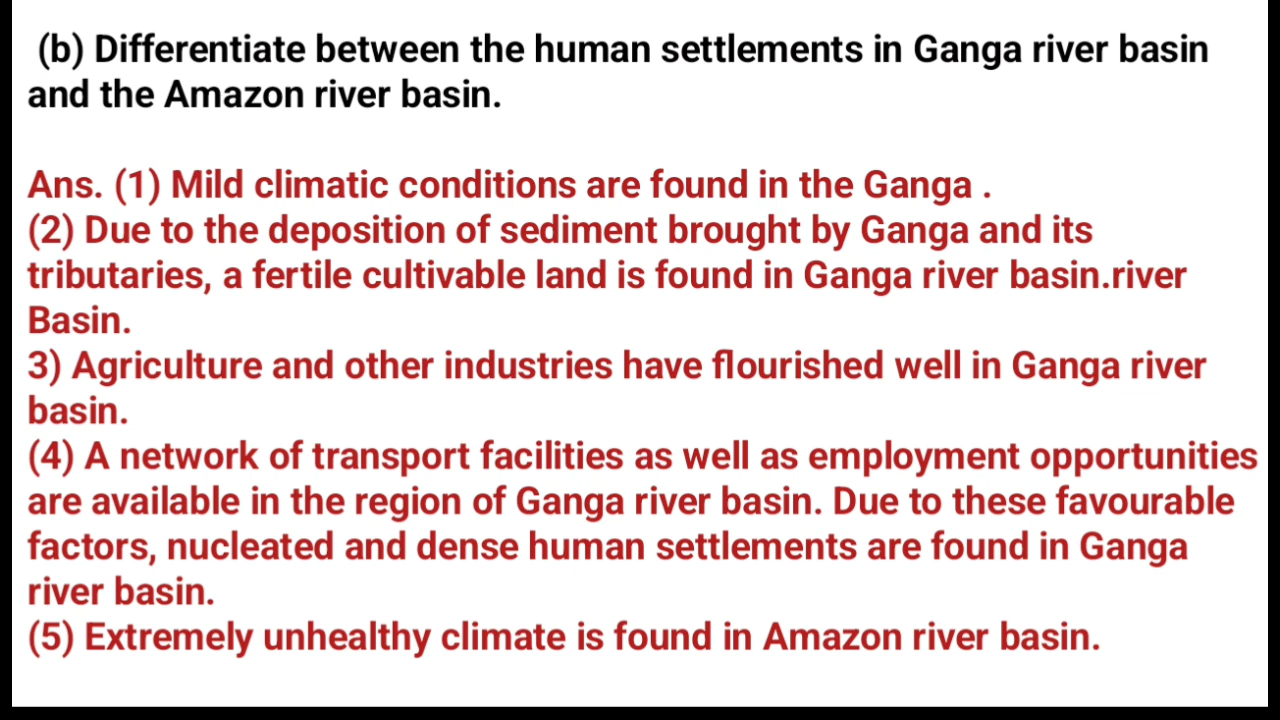 (b) Differentiate between the human settlements in Ganga river basin
and the Amazon river basin.
Ans. (1) Mild climatic conditions are found in the Ganga .
(2) Due to the deposition of sediment brought by Ganga and its
tributaries, a fertile cultivable land is found in Ganga river basin.river
Basin.
3) Agriculture and other industries have flourished well in Ganga river
basin.
(4) A network of transport facilities as well as employment opportunities
are available in the region of Ganga river basin. Due to these favourable
factors, nucleated and dense human settlements are found in Ganga
river basin.
(5) Extremely unhealthy climate is found in Amazon river basin.